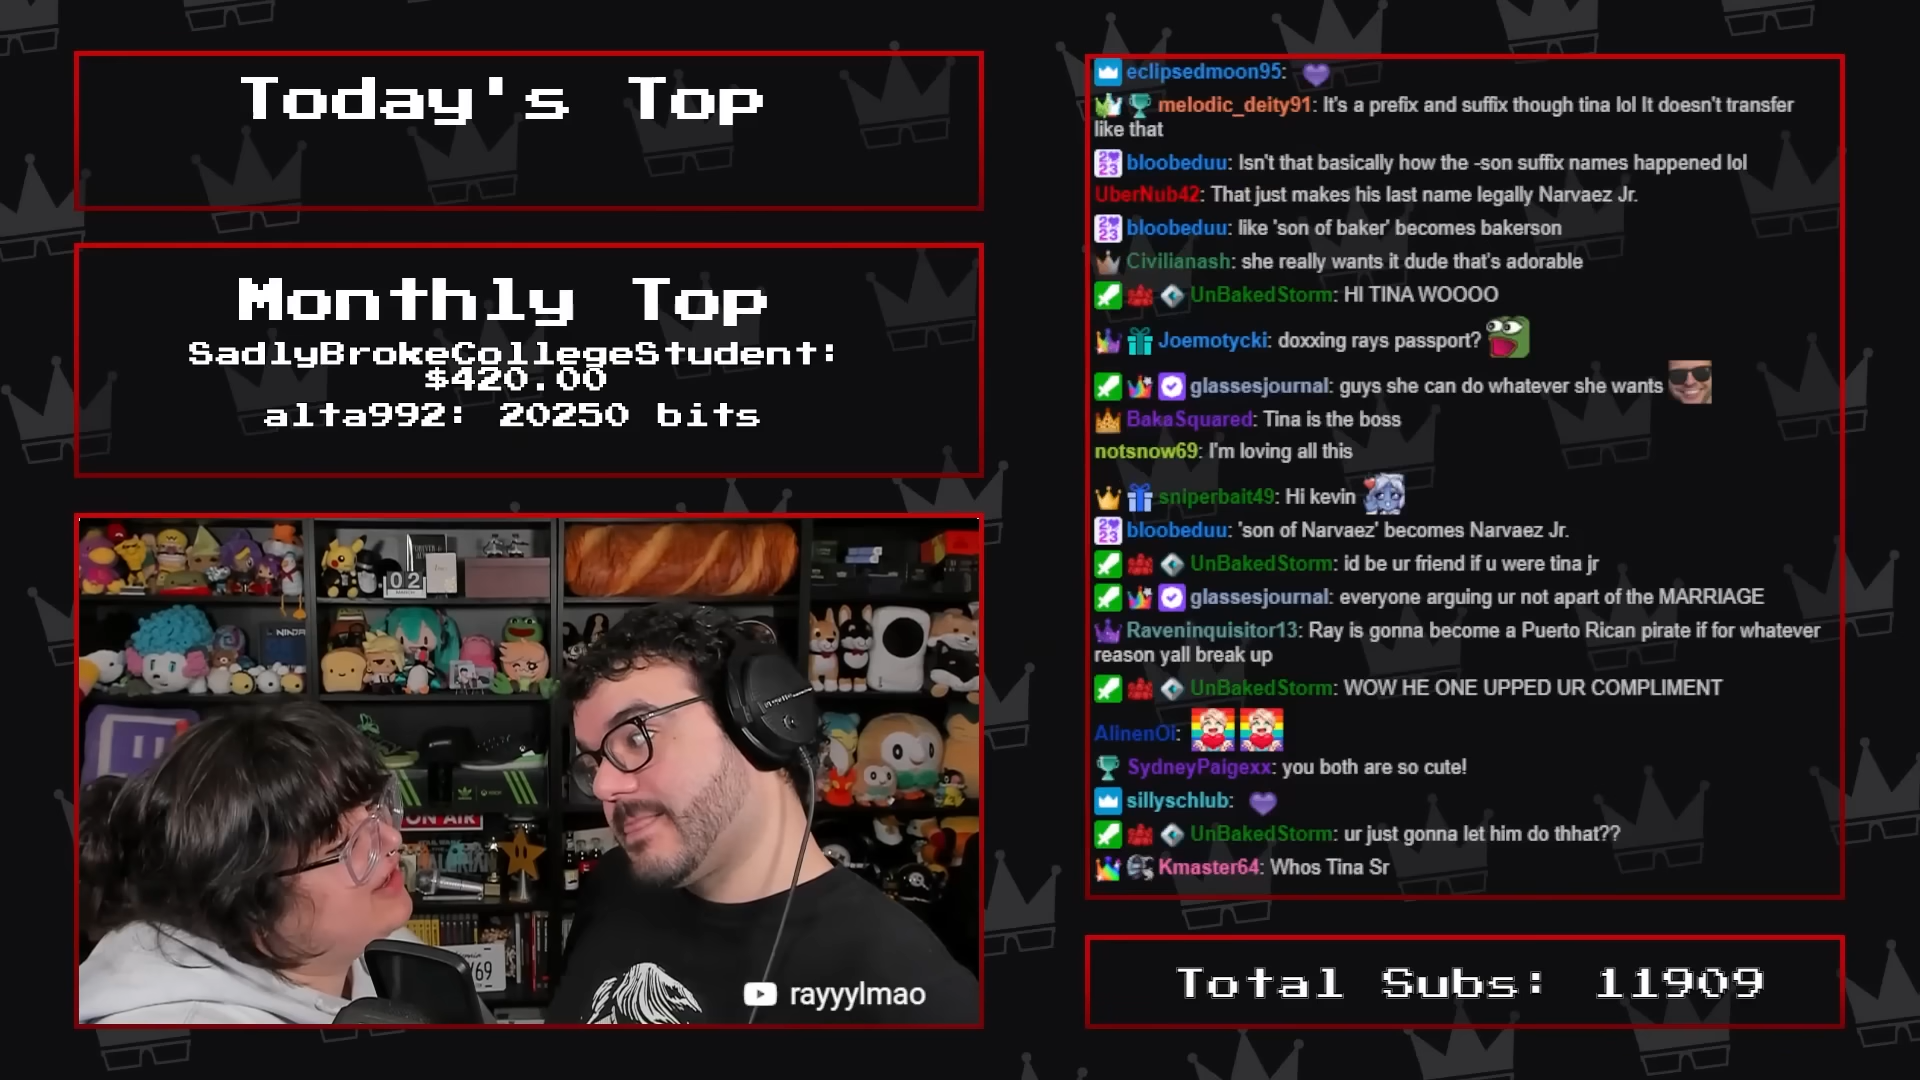 Today's Top
Monthly Top
SadlyBrokeCollegeStudent:
$420.00
alta992: 20250 bits
02
NINJA
ON AIR
/69
rayyylmao
eclipsedmoon95:
melodic_deity91: It's a prefix and suffix though tina lol It doesn't transfer
like that
bloobeduu: Isn't that basically how the -son suffix names happened lol
UberNub42: That just makes his last name legally Narvaez Jr.
bloobeduu: like 'son of baker' becomes bakerson
Civilianash: she really wants it dude that's adorable
UnBakedStorm: HI TINA WOOOO
Joemotycki: doxxing rays passport?
glassesjournal: guys she can do whatever she wants
BakaSquared: Tina is the boss
notsnow69: I'm loving all this
sniperbait49: Hi kevin
bloobeduu: 'son of Narvaez' becomes Narvaez Jr.
UnBakedStorm: id be ur friend if u were tina jr
glassesjournal: everyone arguing ur not apart of the MARRIAGE
Raveninquisitor13: Ray is gonna become a Puerto Rican pirate if for whatever
reason yall break up
UnBakedStorm: WOW HE ONE UPPED UR COMPLIMENT
SydneyPaigexx: you both are so cute!
sillyschlub:
UnBakedStorm: ur just gonna let him do thhat??
Kmaster64: Whos Tina Sr
Total Subs: 11909